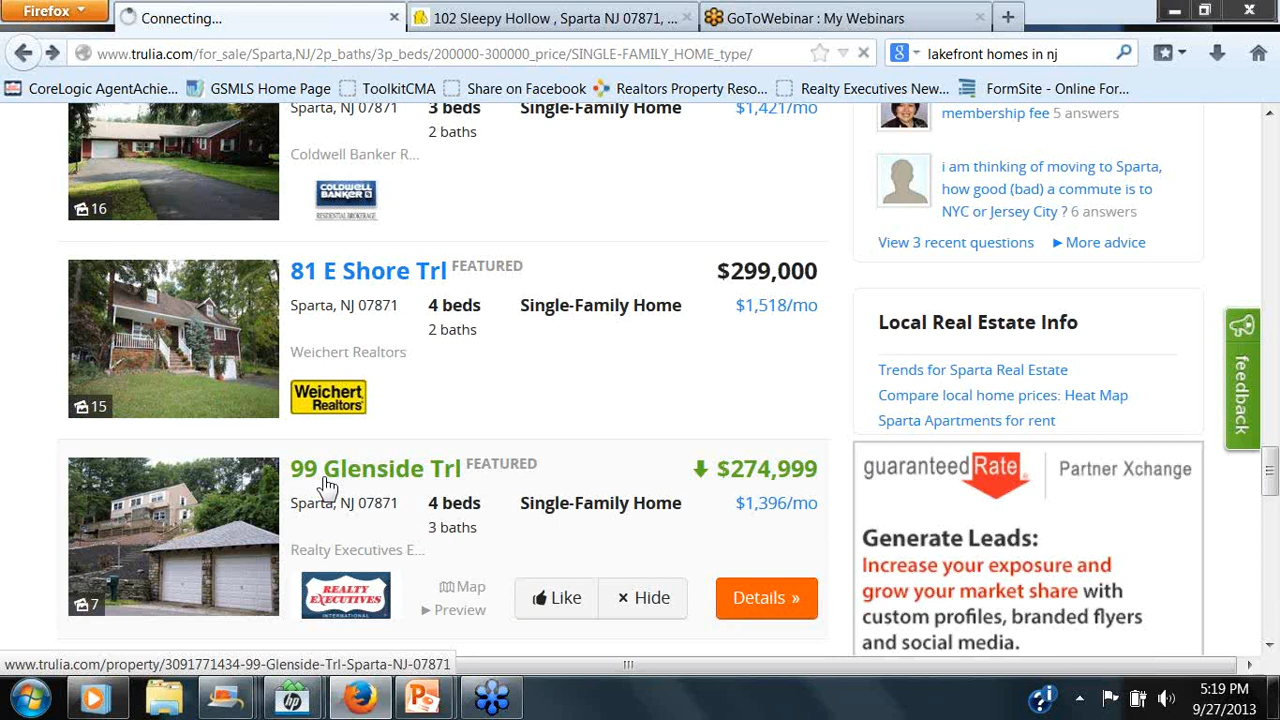 Firefox
Connecting...
102 Sleepy Hollow , Sparta NJ 07871, ...
GoToWebinar : My Webinars
www.trulia.com/for_sale/Sparta,NJ/2p_baths/3p_beds/200000-300000_price/SINGLE-FAMILY_HOME_type/
lakefront homes in nj
CoreLogic AgentAchie...
GSMLS Home Page
ToolkitCMA
Share on Facebook
Realtors Property Reso...
Realty Executives New...
FormSite - Online For...
Sparta, NJ 07871 3 beds Single-Family Home $1,421/mo
2 baths
Coldwell Banker R...
COLDWELL
BANKER
RESIDENTIAL BROKERAGE
16
81 E Shore Trl FEATURED $299,000
Sparta, NJ 07871 4 beds Single-Family Home $1,518/mo
2 baths
Weichert Realtors
Weichert
Realtors
15
99 Glenside Trl FEATURED $274,999
Sparta, NJ 07871 4 beds Single-Family Home $1,396/mo
3 baths
Realty Executives E...
REALTY
EXECUTIVES
INTERNATIONAL
7
Map
Preview
Like
Hide
Details »
membership fee 5 answers
i am thinking of moving to Sparta,
how good (bad) a commute is to
NYC or Jersey City ? 6 answers
View 3 recent questions
More advice
Local Real Estate Info
Trends for Sparta Real Estate
Compare local home prices: Heat Map
Sparta Apartments for rent
guaranteed Rate
Partner Xchange
Generate Leads:
Increase your exposure and
grow your market share with
custom profiles, branded flyers
and social media.
feedback
www.trulia.com/property/3091771434-99-Glenside-Trl-Sparta-NJ-07871
5:19 PM
9/27/2013